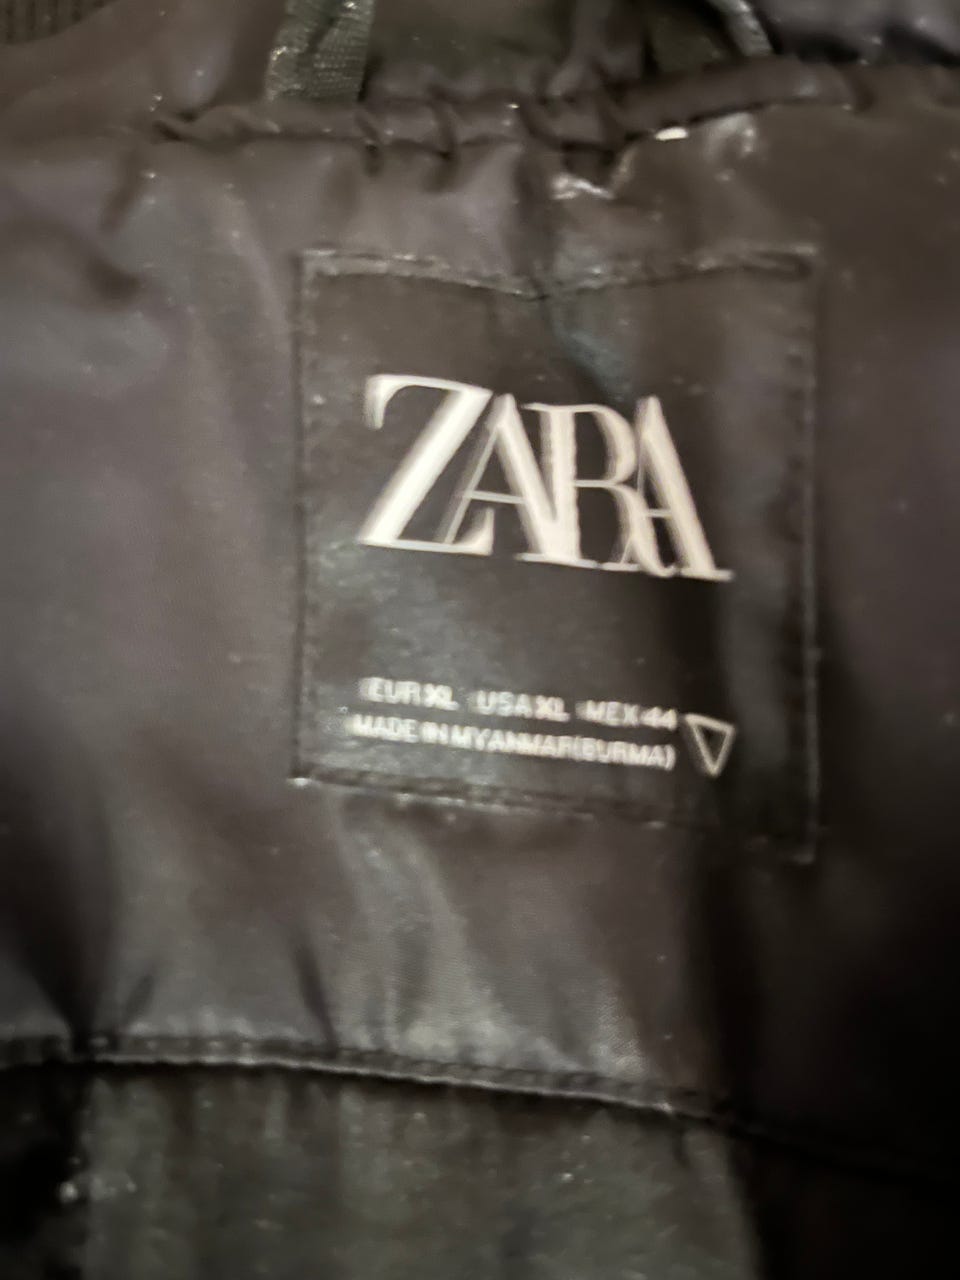 ZARA
EUR XL USA XL MEX 44
MADE IN MYANMAR(BURMA)